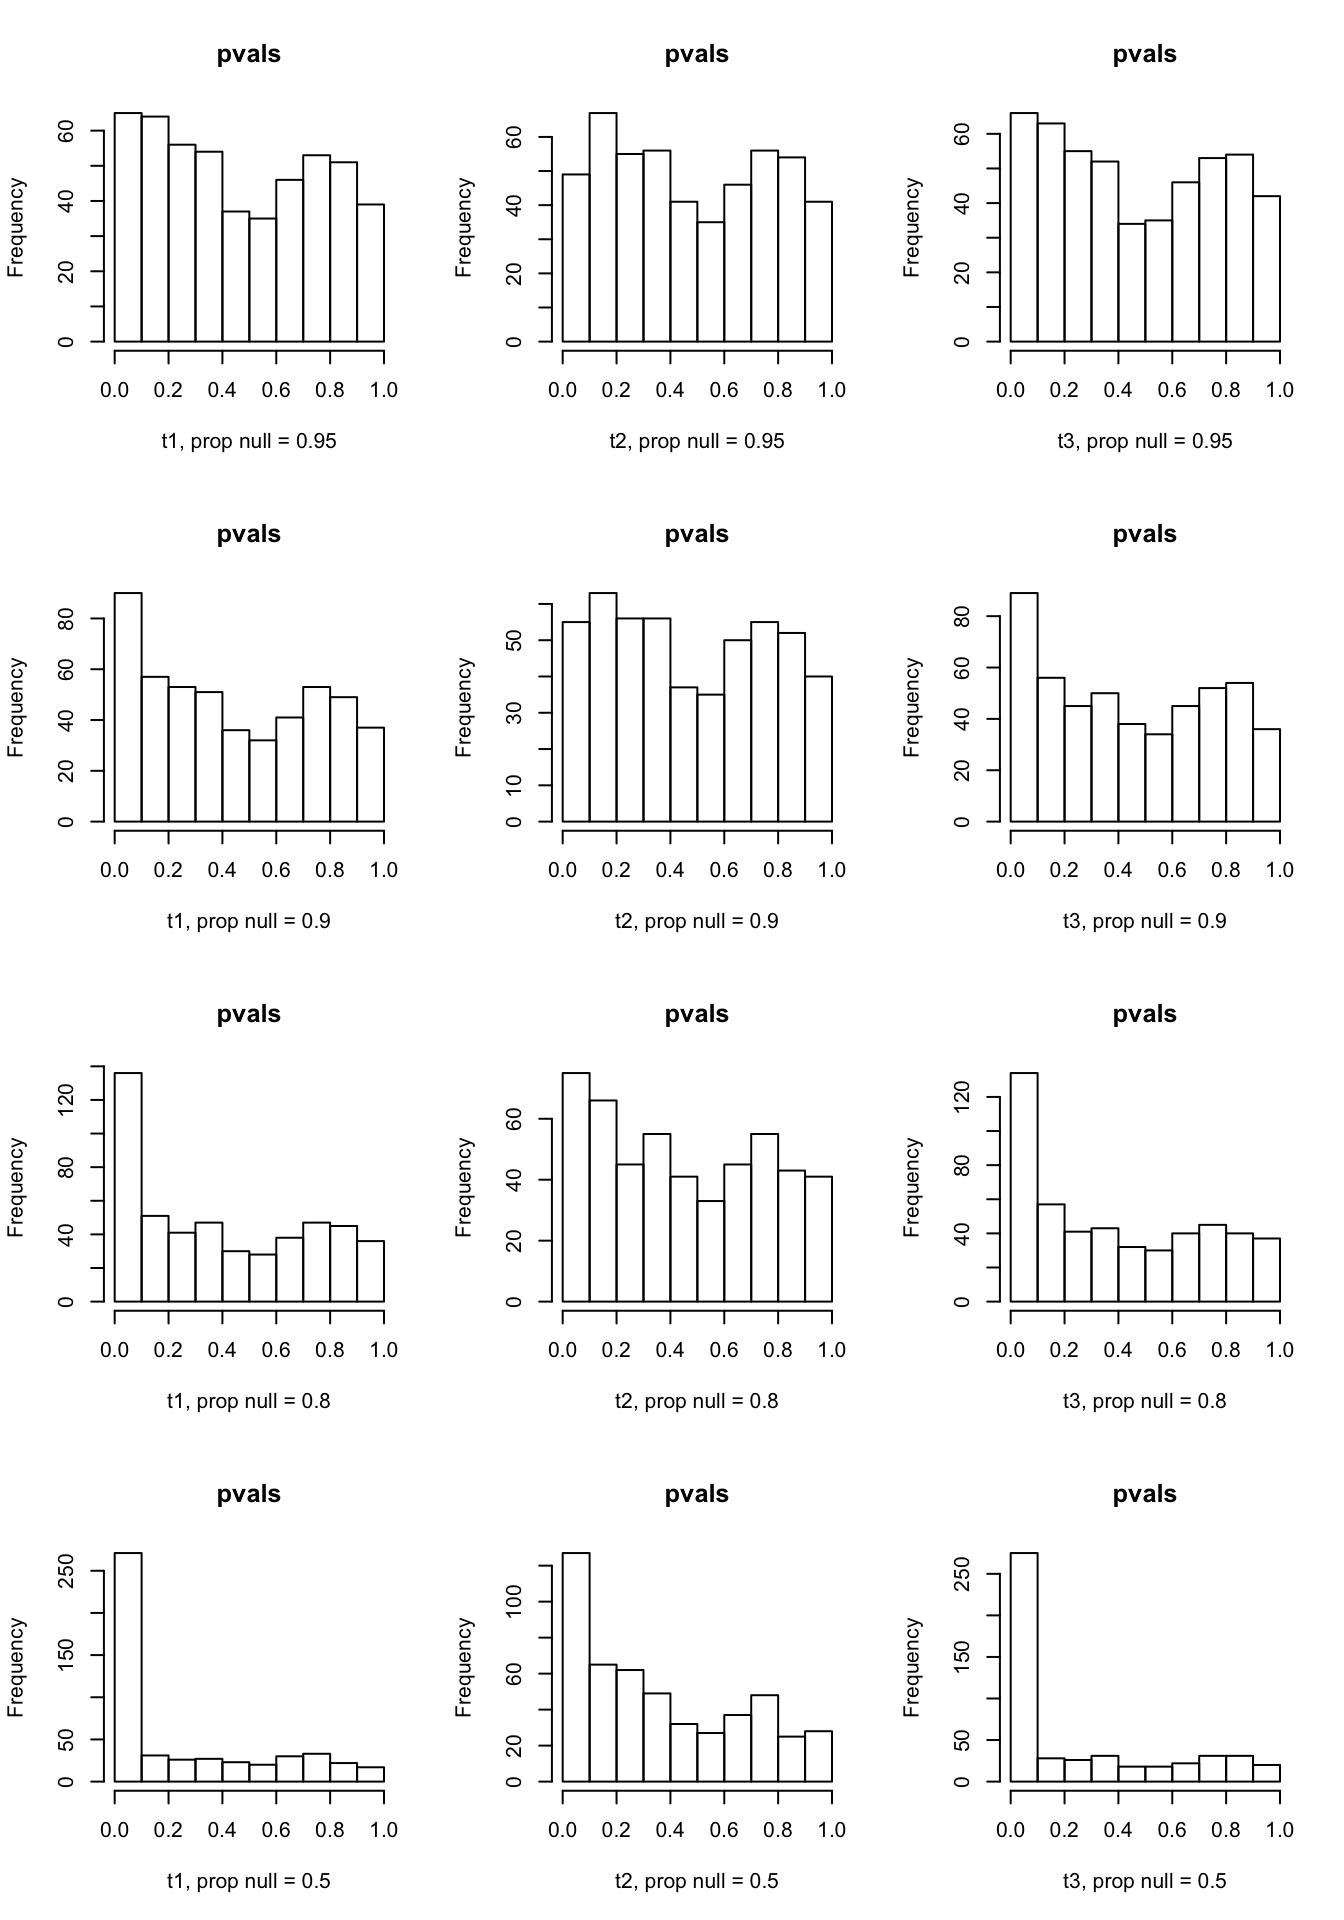 pvals pvals pvals
Frequency Frequency Frequency
60 60 60
40 40 40
20 20 20
0 0 0
0.0 0.2 0.4 0.6 0.8 1.0 0.0 0.2 0.4 0.6 0.8 1.0 0.0 0.2 0.4 0.6 0.8 1.0
t1, prop null = 0.95 t2, prop null = 0.95 t3, prop null = 0.95
pvals pvals pvals
Frequency Frequency Frequency
80 50 80
60 30 60
40 10 40
20 0 20
0 0
0.0 0.2 0.4 0.6 0.8 1.0 0.0 0.2 0.4 0.6 0.8 1.0 0.0 0.2 0.4 0.6 0.8 1.0
t1, prop null = 0.9 t2, prop null = 0.9 t3, prop null = 0.9
pvals pvals pvals
Frequency Frequency Frequency
120 60 120
80 40 80
40 20 40
0 0 0
0.0 0.2 0.4 0.6 0.8 1.0 0.0 0.2 0.4 0.6 0.8 1.0 0.0 0.2 0.4 0.6 0.8 1.0
t1, prop null = 0.8 t2, prop null = 0.8 t3, prop null = 0.8
pvals pvals pvals
Frequency Frequency Frequency
250 100 250
150 60 150
50 20 50
0 0 0
0.0 0.2 0.4 0.6 0.8 1.0 0.0 0.2 0.4 0.6 0.8 1.0 0.0 0.2 0.4 0.6 0.8 1.0
t1, prop null = 0.5 t2, prop null = 0.5 t3, prop null = 0.5